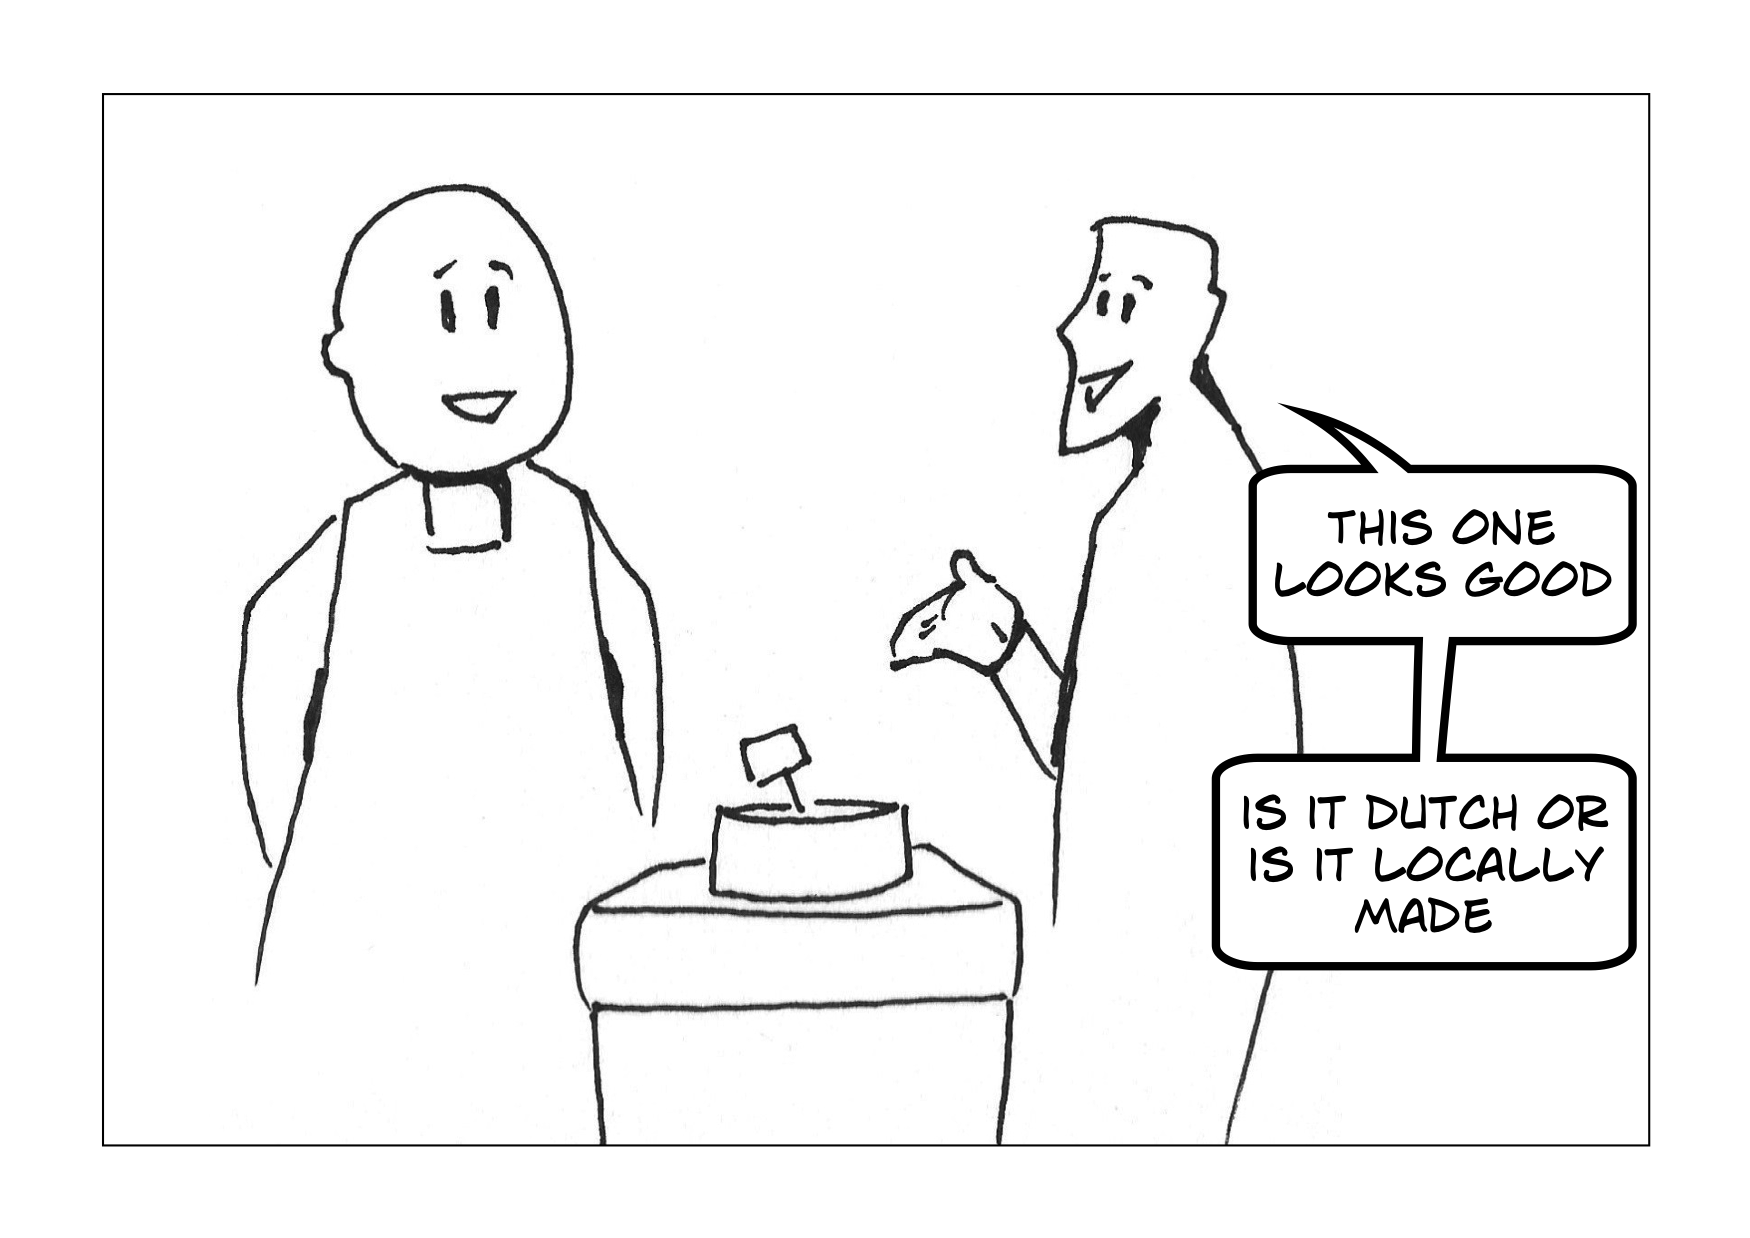 THIS ONE
LOOKS GOOD
IS IT DUTCH OR
IS IT LOCALLY
MADE